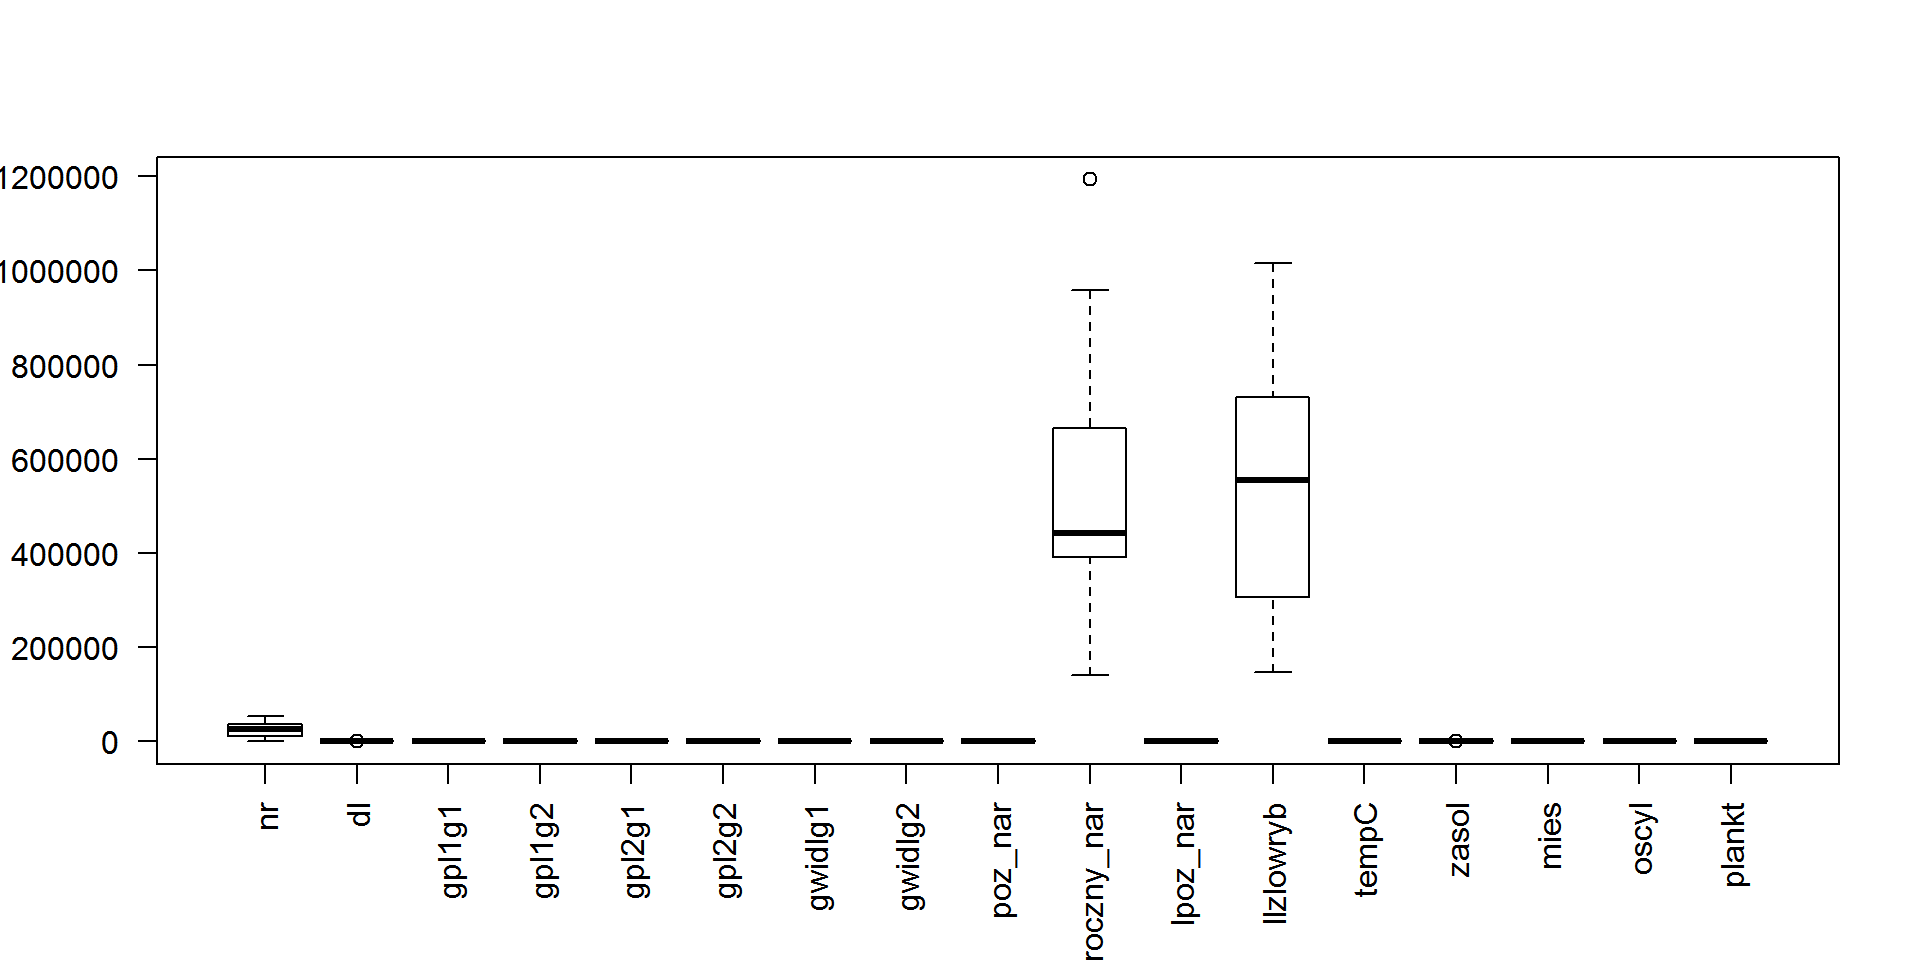 1200000
1000000
800000
600000
400000
200000
0
nr
dl
gpl1g1
gpl1g2
gpl2g1
gpl2g2
gwidlg1
gwidlg2
poz_nar
roczny_nar
lpoz_nar
llzlowryb
tempC
zasol
mies
oscyl
plankt